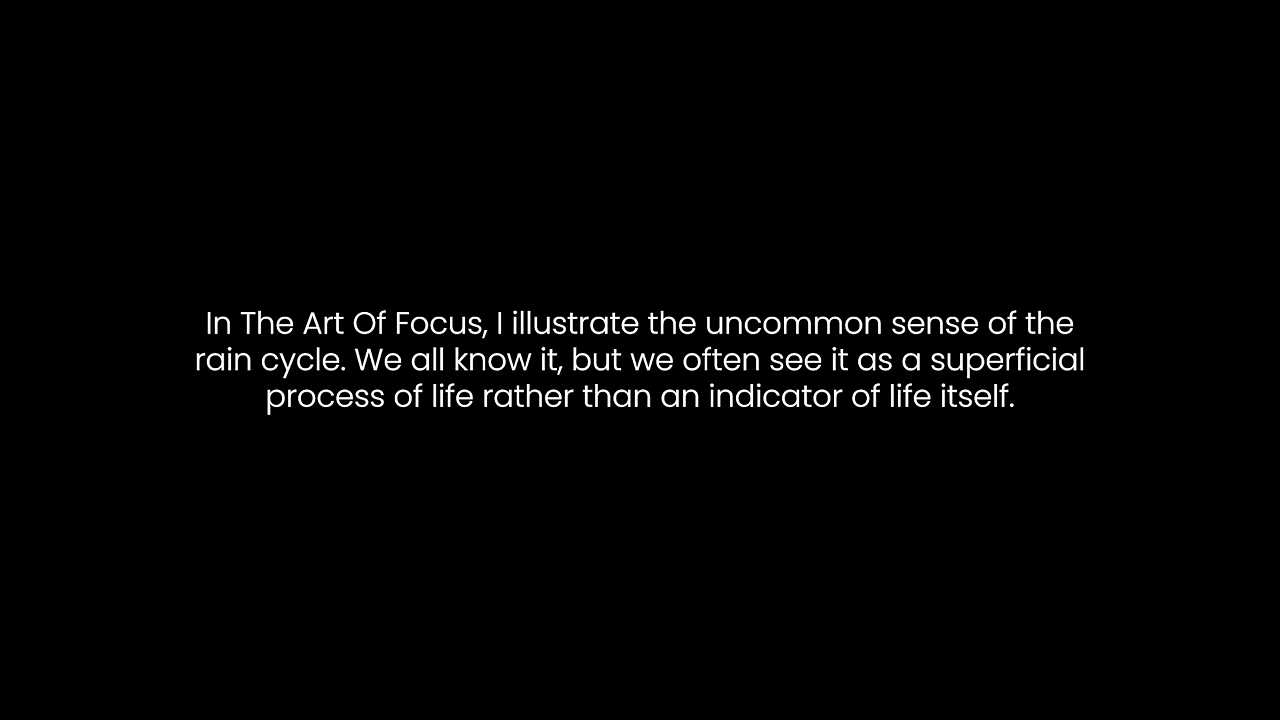 In The Art Of Focus, I illustrate the uncommon sense of the
rain cycle. We all know it, but we often see it as a superficial
process of life rather than an indicator of life itself.